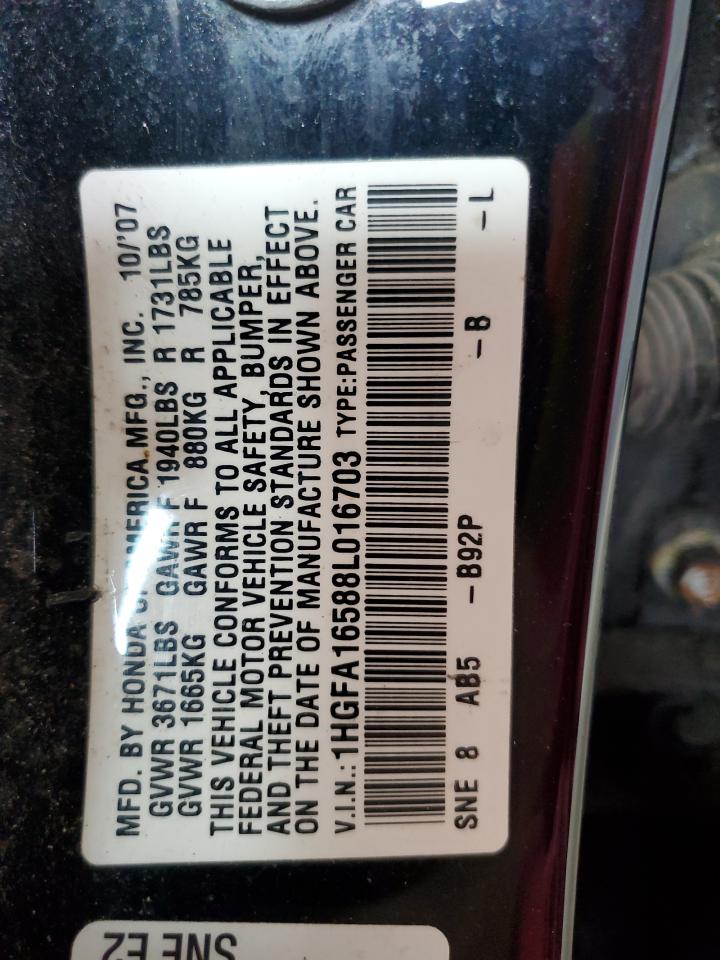 MFD. BY HONDA OF AMERICA MFG., INC. 10/'07
GVWR 3671LBS GAWR F 1940LBS R 1731LBS
GVWR 1665KG GAWR F 880KG R 785KG
THIS VEHICLE CONFORMS TO ALL APPLICABLE
FEDERAL MOTOR VEHICLE SAFETY, BUMPER,
AND THEFT PREVENTION STANDARDS IN EFFECT
ON THE DATE OF MANUFACTURE SHOWN ABOVE.
V.I.N.: 1HGFA16588L016703 TYPE:PASSENGER CAR
SNE 8 AB5 -B92P -B -L
SNE E2